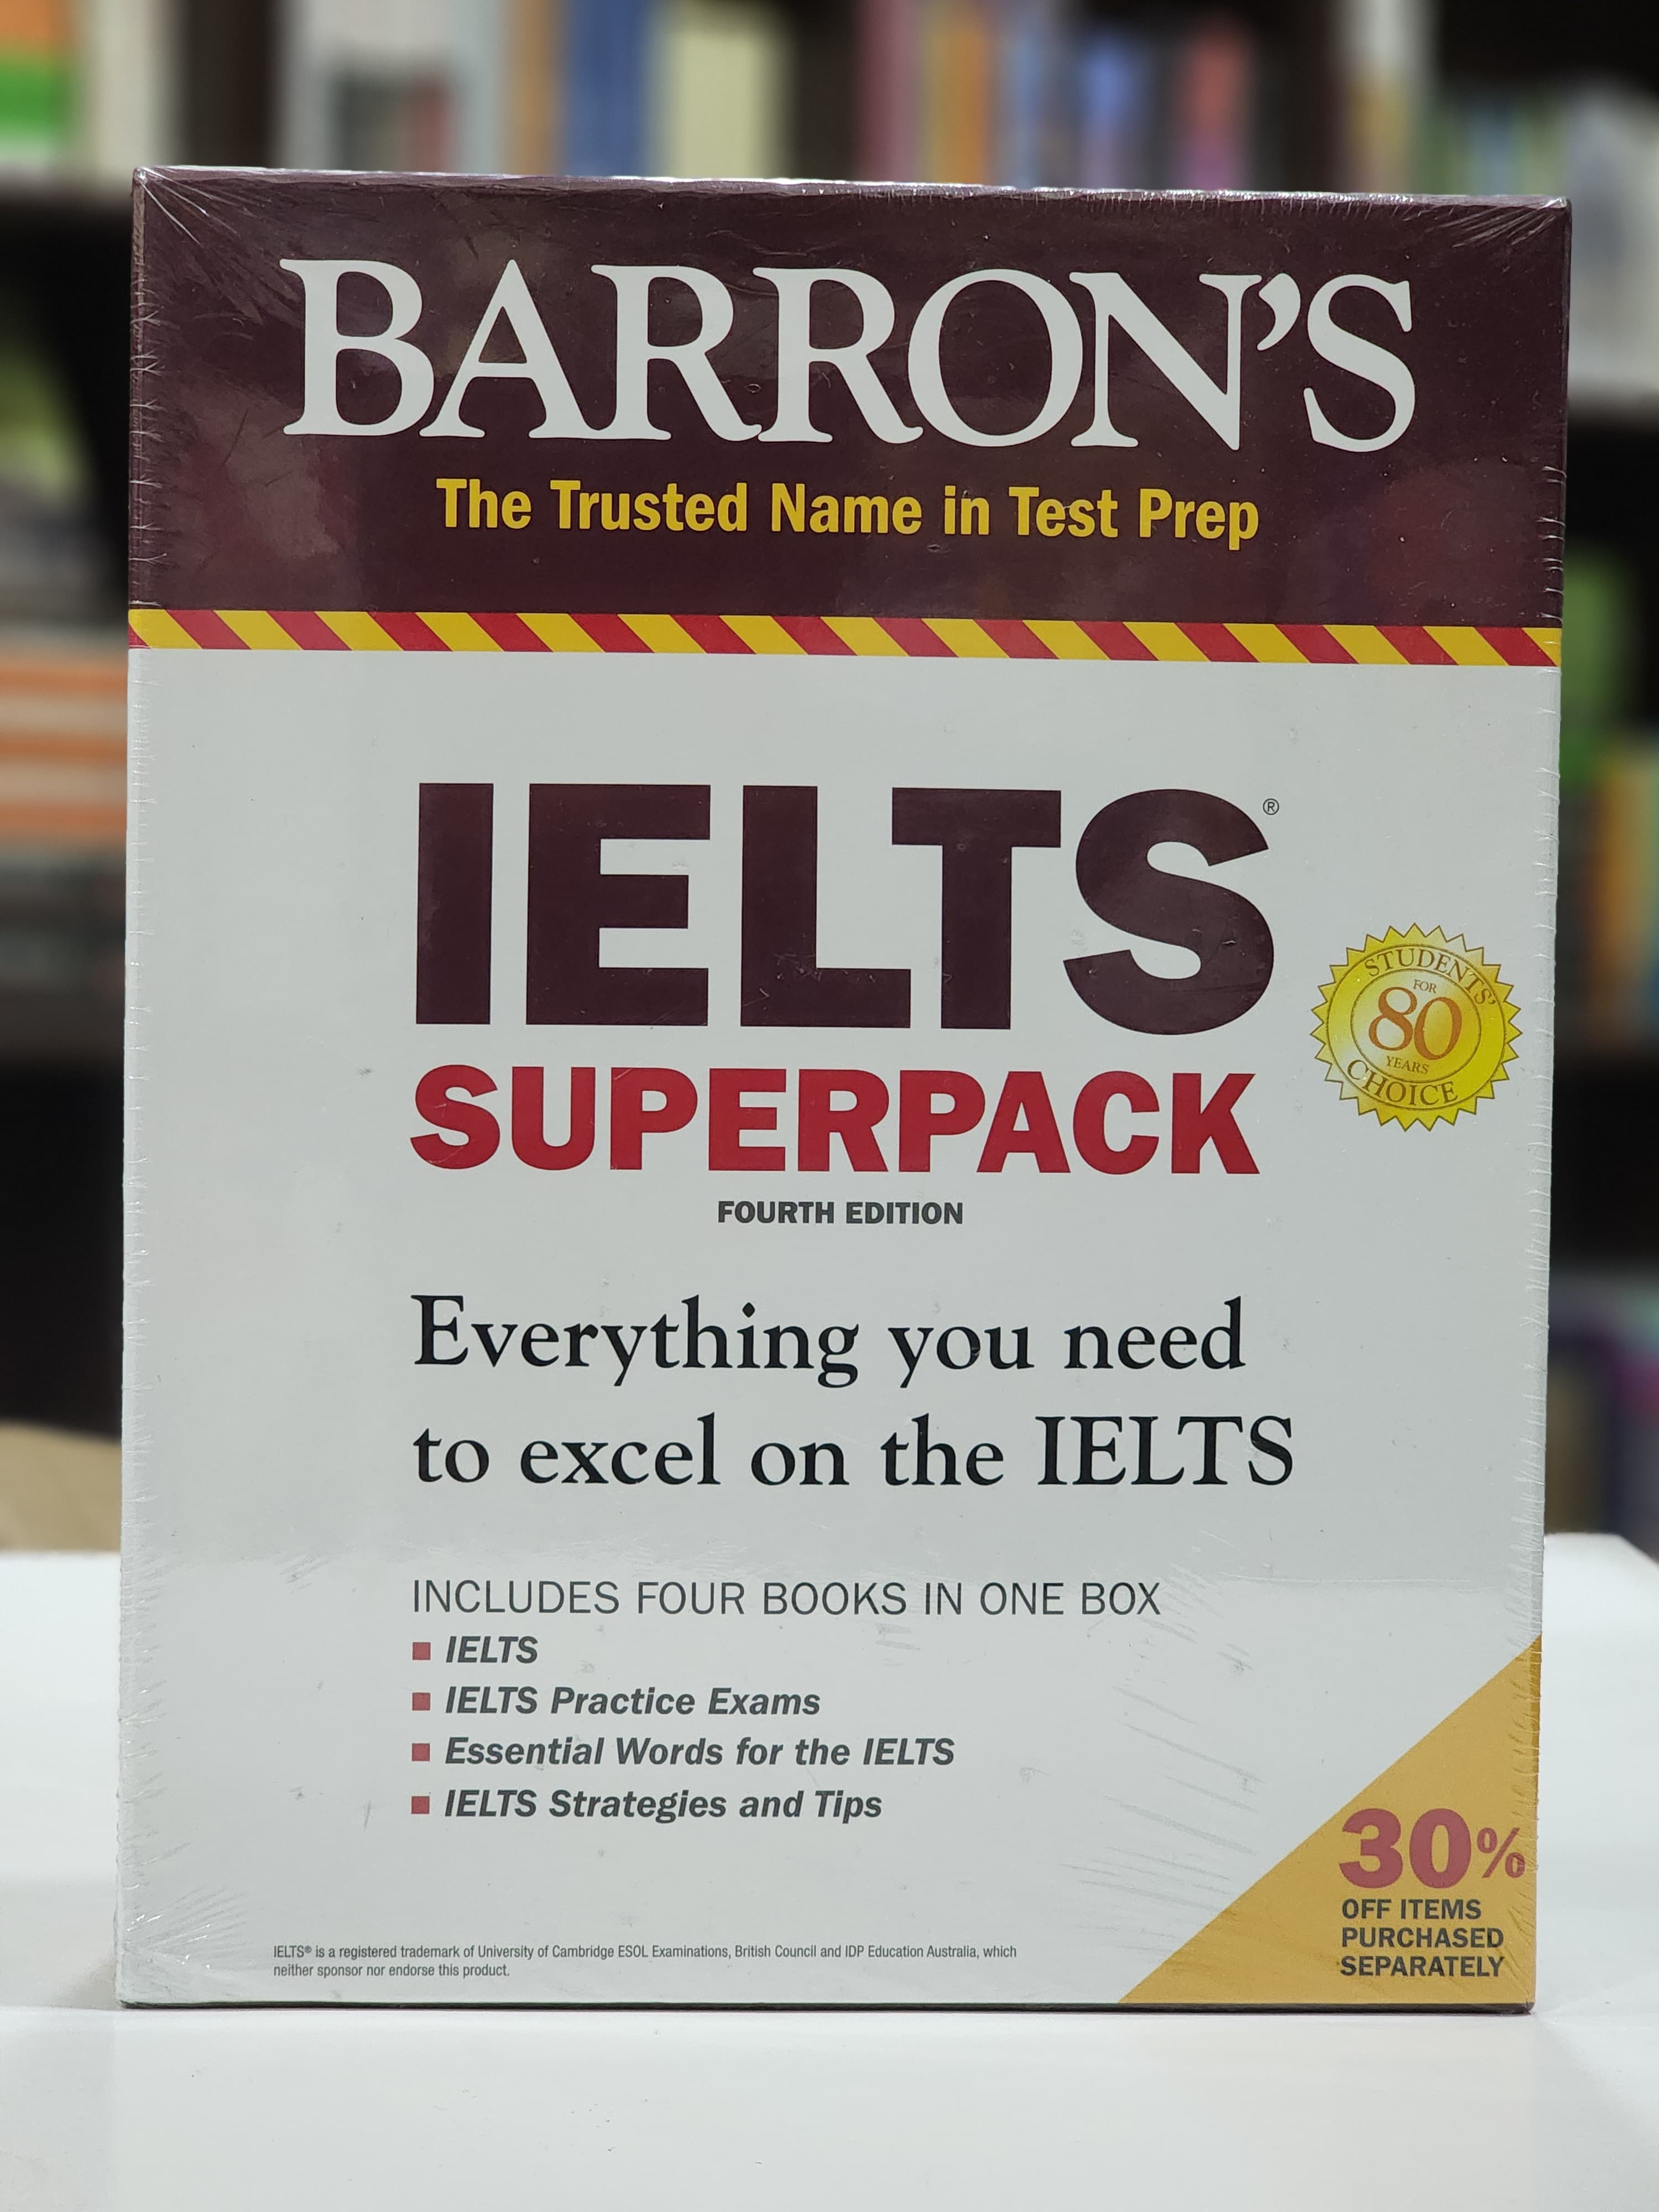 BARRON'S
The Trusted Name in Test Prep
IELTS®
SUPERPACK
FOURTH EDITION
STUDENTS'
FOR
80
YEARS
CHOICE
Everything you need
to excel on the IELTS
INCLUDES FOUR BOOKS IN ONE BOX
■ IELTS
■ IELTS Practice Exams
■ Essential Words for the IELTS
■ IELTS Strategies and Tips
30%
OFF ITEMS
PURCHASED
SEPARATELY
IELTS® is a registered trademark of University of Cambridge ESOL Examinations, British Council and IDP Education Australia, which
neither sponsor nor endorse this product.